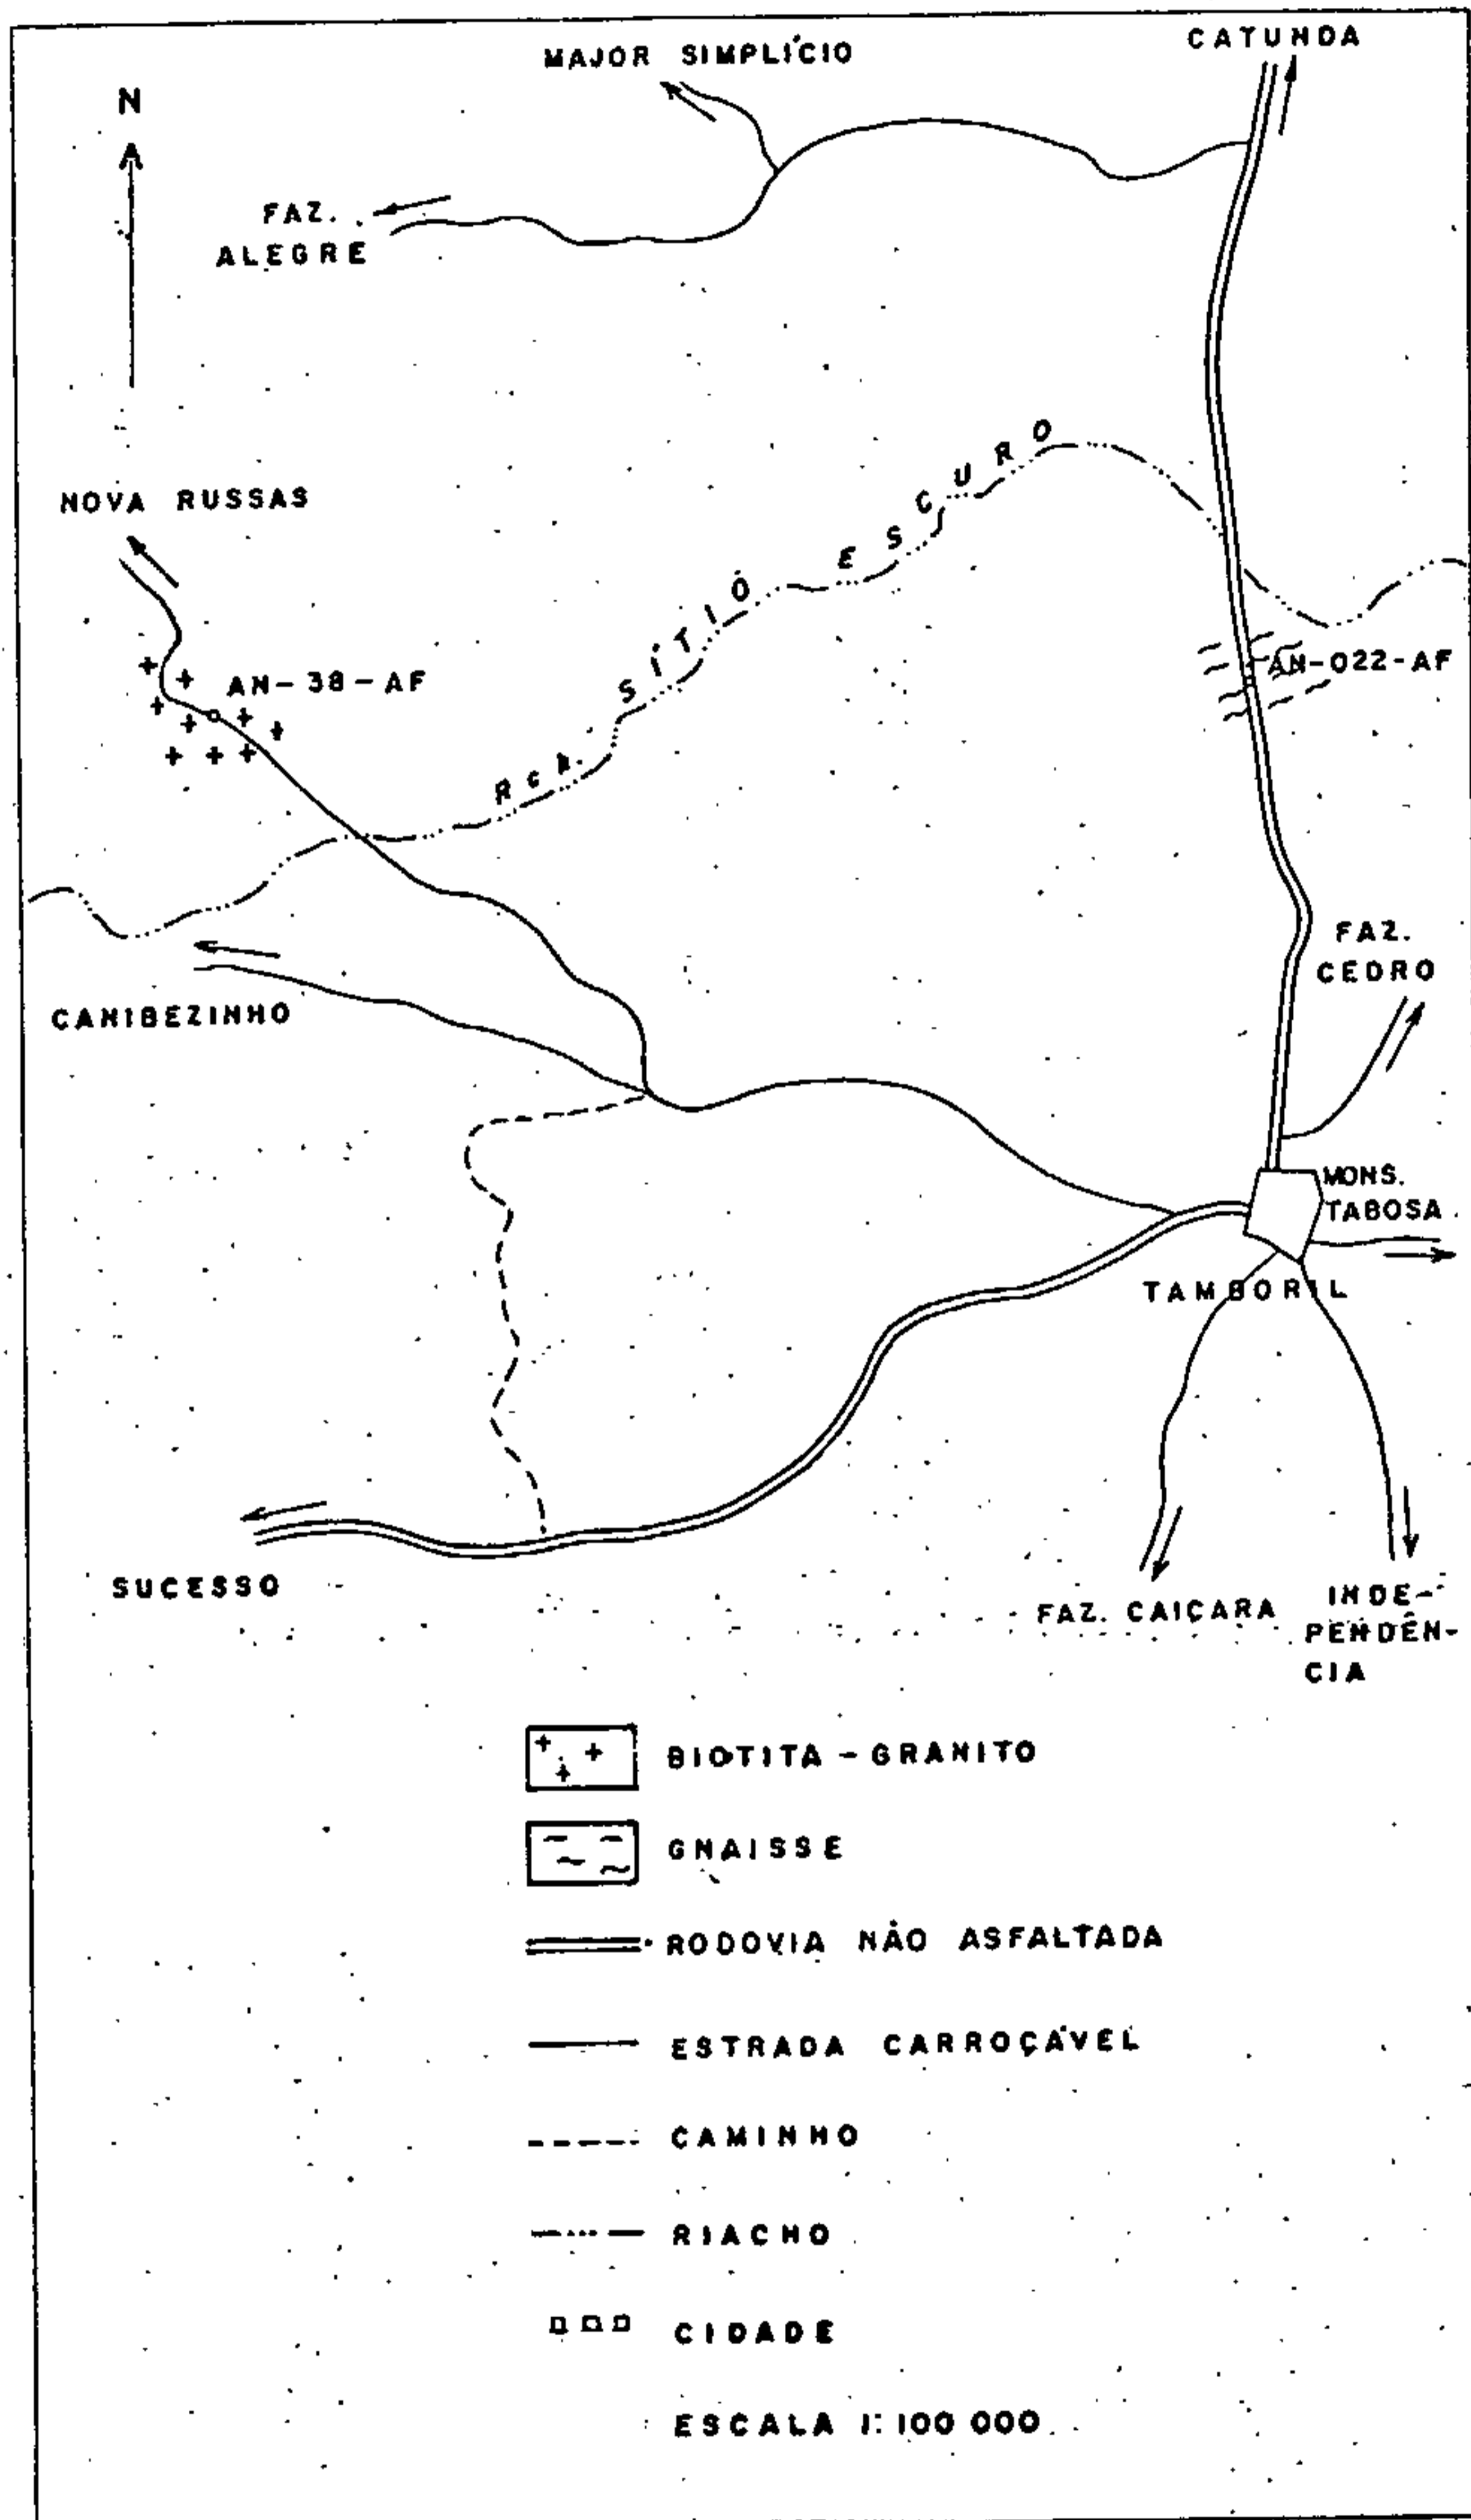 MAJOR SIMPLÍCIO
CATUNDA
N
FAZ.
ALEGRE
NOVA RUSSAS
RCH. SÍTIO ESCURO
AN-38-AF
AN-022-AF
FAZ.
CEDRO
CANIBEZINHO
MONS.
TABOSA
TAMBORIL
SUCESSO
FAZ. CAIÇARA
INDE-
PENDÊN-
CIA
BIOTITA-GRANITO
GNAISSE
RODOVIA NÃO ASFALTADA
ESTRADA CARROÇÁVEL
CAMINHO
RIACHO
CIDADE
ESCALA 1:100 000